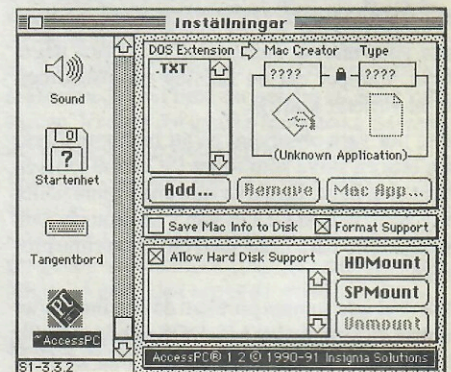 Inställningar
Sound
Startenhet
Tangentbord
~AccessPC
S1-3.3.2
DOS Extension
Mac Creator
Type
.TXT
????
????
(Unknown Application)
Add...
Remove
Mac App...
Save Mac Info to Disk
Format Support
Allow Hard Disk Support
HDMount
SPMount
Unmount
AccessPC® 1 2 © 1990-91 Insignia Solutions